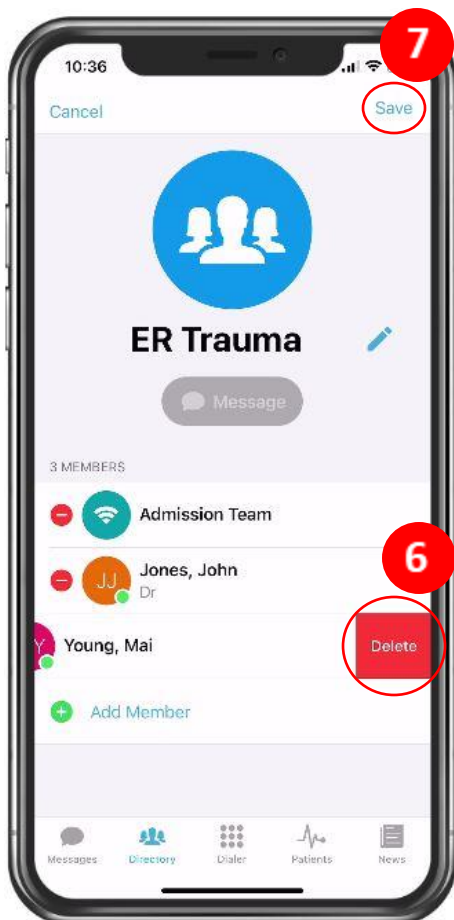 7
10:36
Cancel
Save
ER Trauma
Message
3 MEMBERS
Admission Team
JJ
Jones, John
Dr
6
Y
Young, Mai
Delete
Add Member
Messages
Directory
Dialer
Patients
News